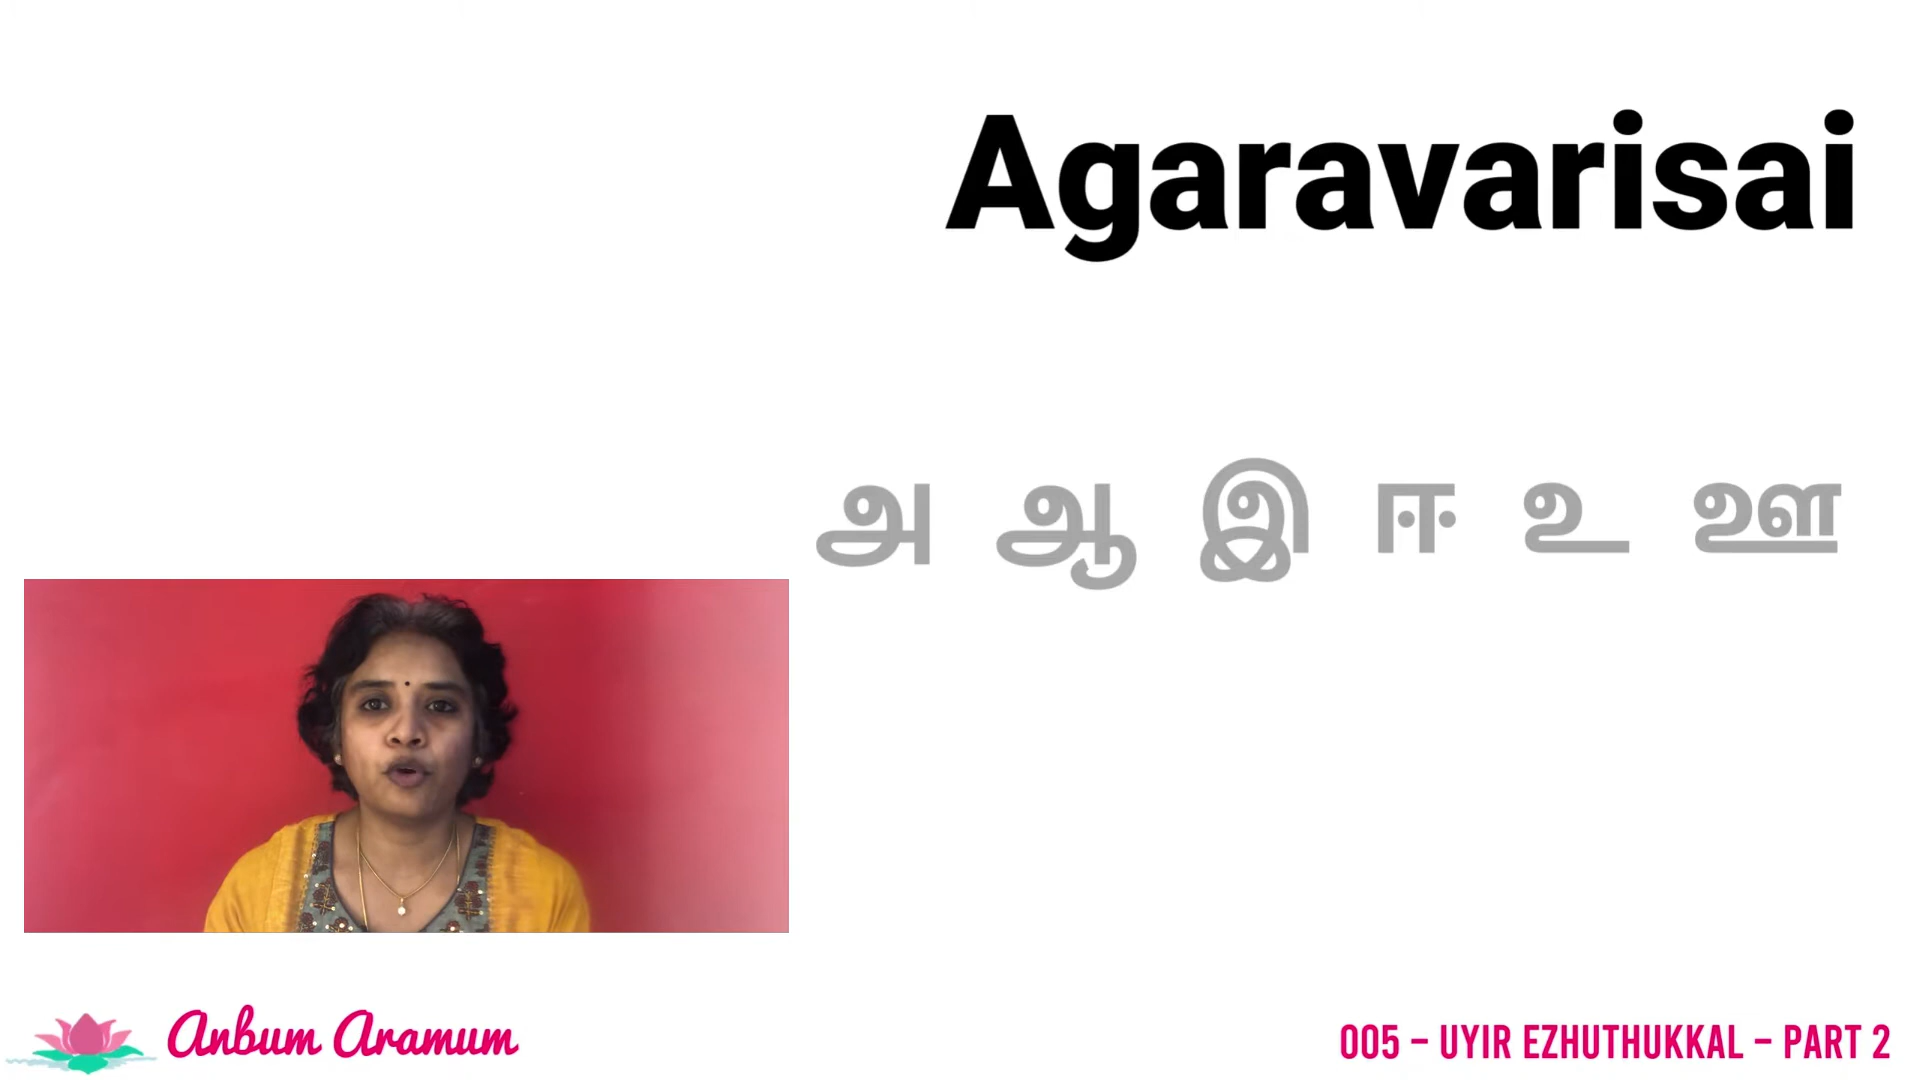 Agaravarisai
அ ஆ இ ஈ உ ஊ
Anbum Aramum
005 – UYIR EZHUTHUKKAL – PART 2